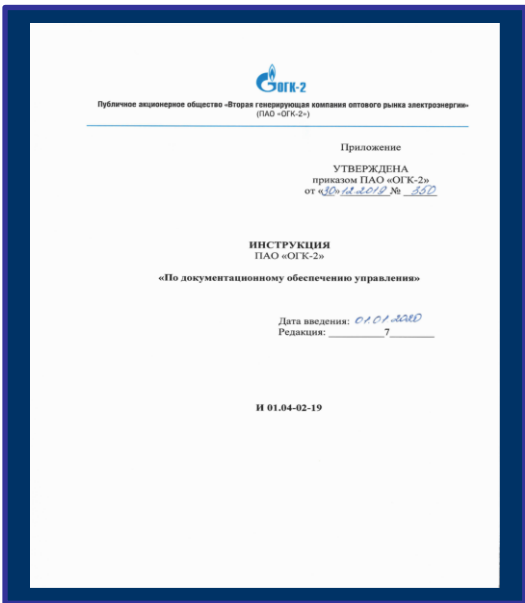 ОГК-2
Публичное акционерное общество «Вторая генерирующая компания оптового рынка электроэнергии»
(ПАО «ОГК-2»)
Приложение
УТВЕРЖДЕНА
приказом ПАО «ОГК-2»
от «30» 12.2019 № 350
ИНСТРУКЦИЯ
ПАО «ОГК-2»
«По документационному обеспечению управления»
Дата введения: 01.01.2020
Редакция: __________7________
И 01.04-02-19